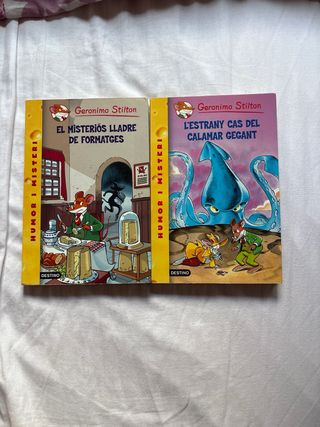 Geronimo Stilton
EL MISTERIÓS LLADRE
DE FORMATGES
HUMOR I MISTERI
DESTINO
Geronimo Stilton
L'ESTRANY CAS DEL
CALAMAR GEGANT
HUMOR I MISTERI
DESTINO